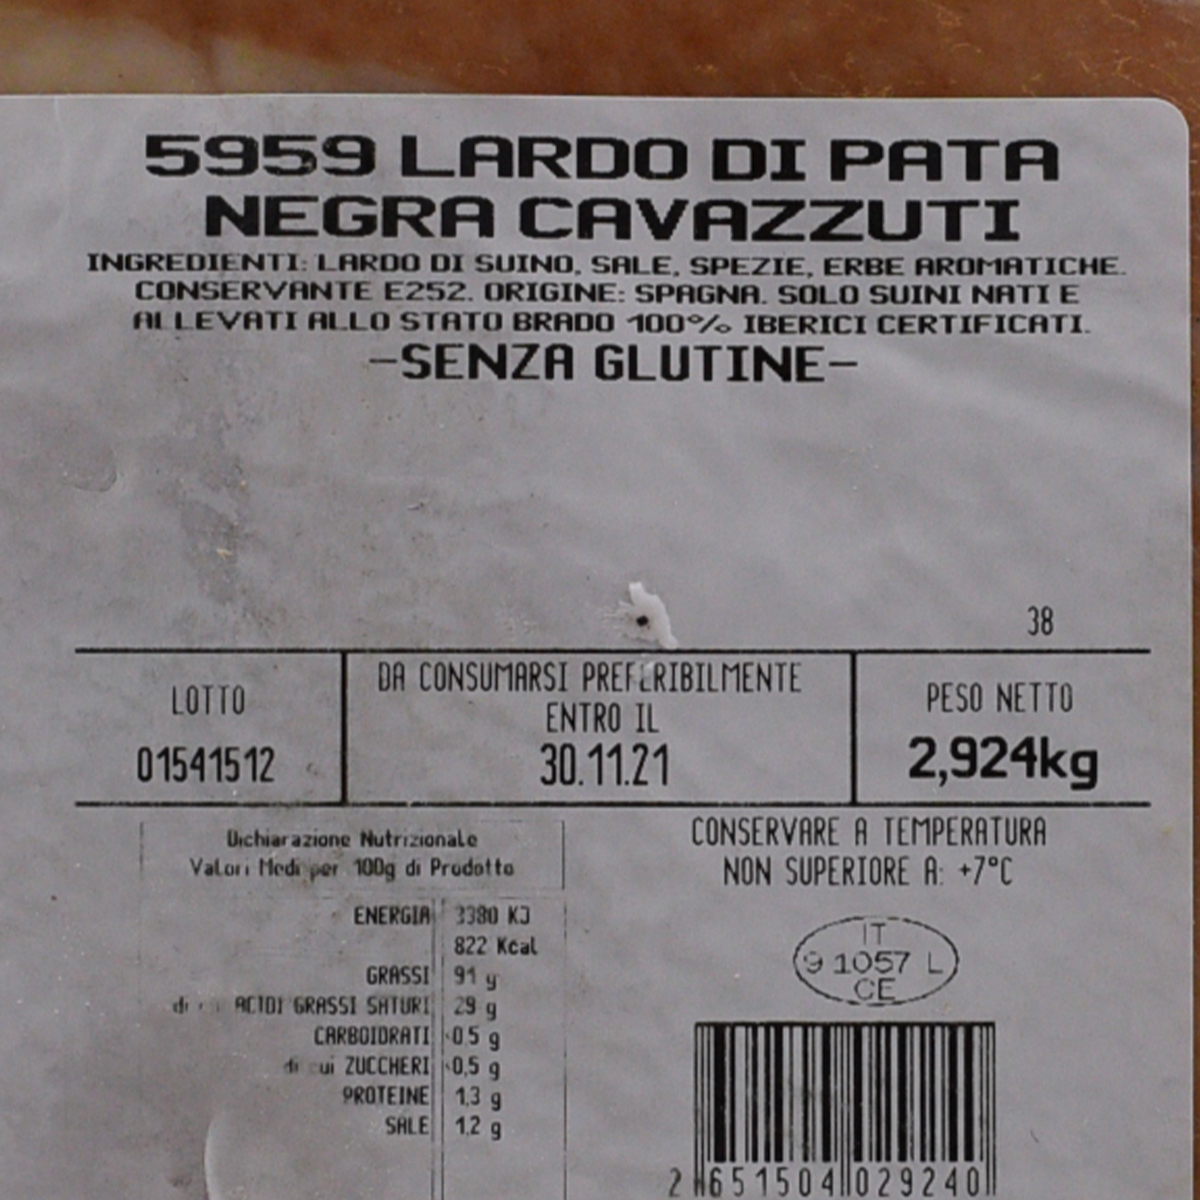 5959 LARDO DI PATA
NEGRA CAVAZZUTI
INGREDIENTI: LARDO DI SUINO, SALE, SPEZIE, ERBE AROMATICHE.
CONSERVANTE E252. ORIGINE: SPAGNA. SOLO SUINI NATI E
ALLEVATI ALLO STATO BRADO 100% IBERICI CERTIFICATI.
-SENZA GLUTINE-
38
LOTTO
01541512
DA CONSUMARSI PREFERIBILMENTE
ENTRO IL
30.11.21
PESO NETTO
2,924kg
Dichiarazione Nutrizionale
Valori Medi per 100g di Prodotto
ENERGIA 3380 KJ
822 Kcal
GRASSI 91 g
di ACIDI GRASSI SATURI 29 g
CARBOIDRATI <0.5 g
di cui ZUCCHERI <0,5 g
PROTEINE 1,3 g
SALE 1,2 g
CONSERVARE A TEMPERATURA
NON SUPERIORE A: +7°C
IT
9 1057 L
CE
2 651504 029240